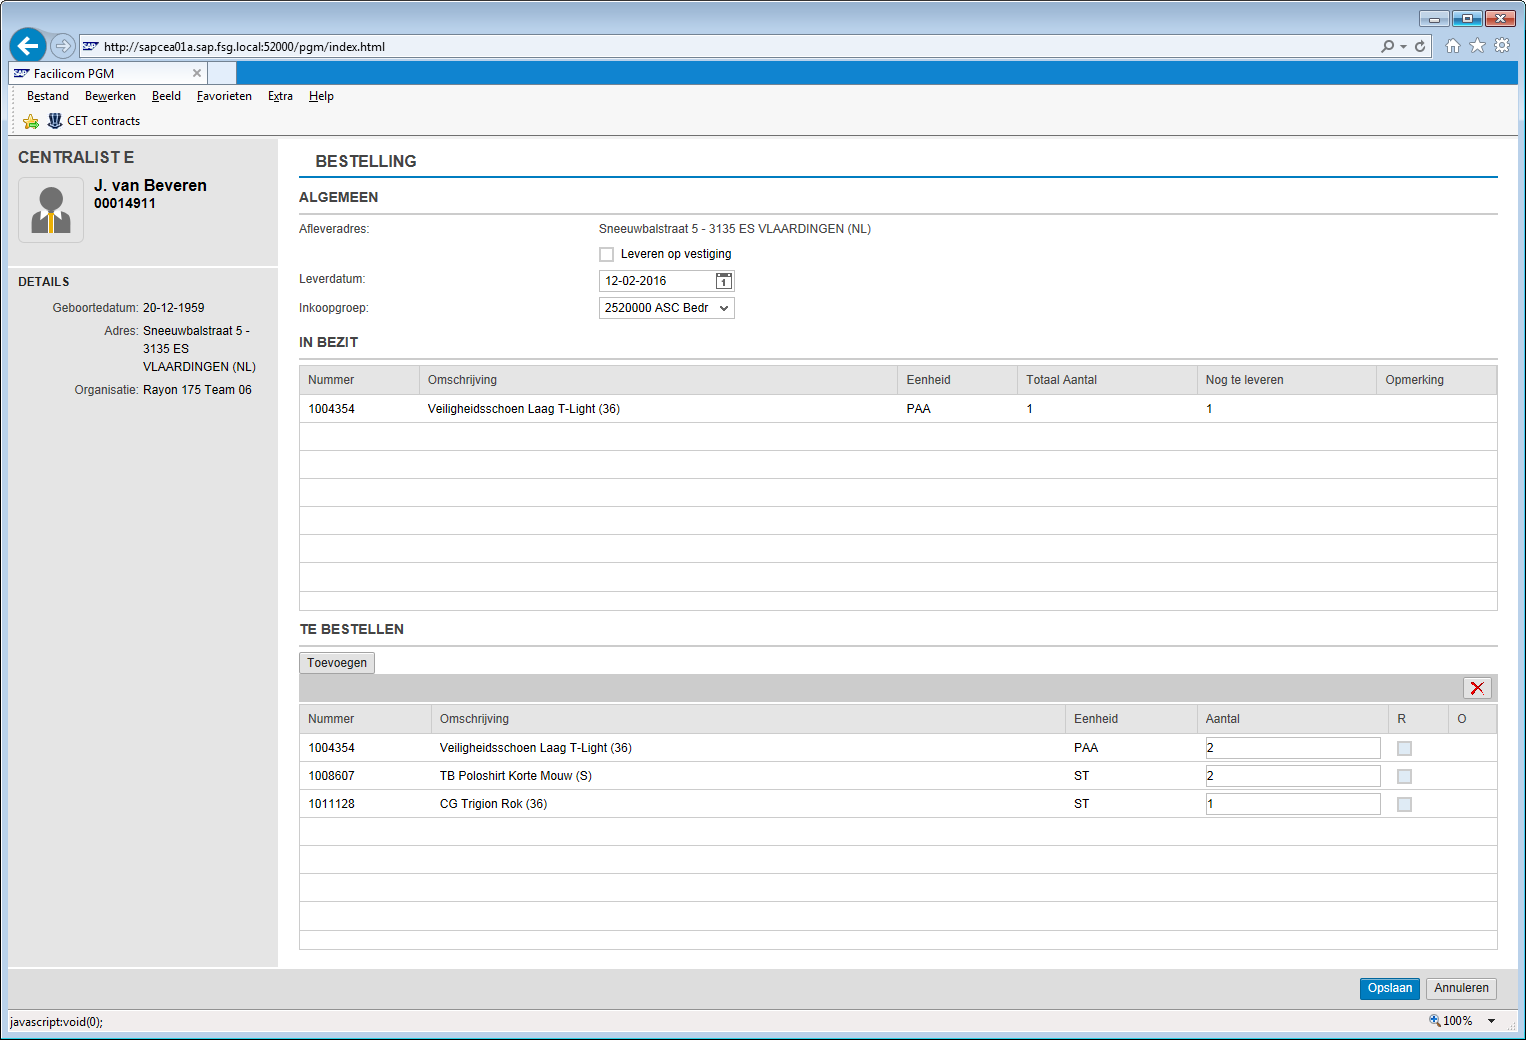 http://sapcea01a.sap.fsg.local:52000/pgm/index.html
SAP Facilicom PGM
Bestand Bewerken Beeld Favorieten Extra Help
CET contracts
CENTRALIST E
J. van Beveren
00014911
DETAILS
Geboortedatum: 20-12-1959
Adres: Sneeuwbalstraat 5 -
3135 ES
VLAARDINGEN (NL)
Organisatie: Rayon 175 Team 06
BESTELLING
ALGEMEEN
Afleveradres: Sneeuwbalstraat 5 - 3135 ES VLAARDINGEN (NL)
Leveren op vestiging
Leverdatum: 12-02-2016 1
Inkoopgroep: 2520000 ASC Bedr
IN BEZIT
Nummer Omschrijving Eenheid Totaal Aantal Nog te leveren Opmerking
1004354 Veiligheidsschoen Laag T-Light (36) PAA 1 1
TE BESTELLEN
Toevoegen
Nummer Omschrijving Eenheid Aantal R O
1004354 Veiligheidsschoen Laag T-Light (36) PAA 2
1008607 TB Poloshirt Korte Mouw (S) ST 2
1011128 CG Trigion Rok (36) ST 1
Opslaan Annuleren
javascript:void(0); 100%